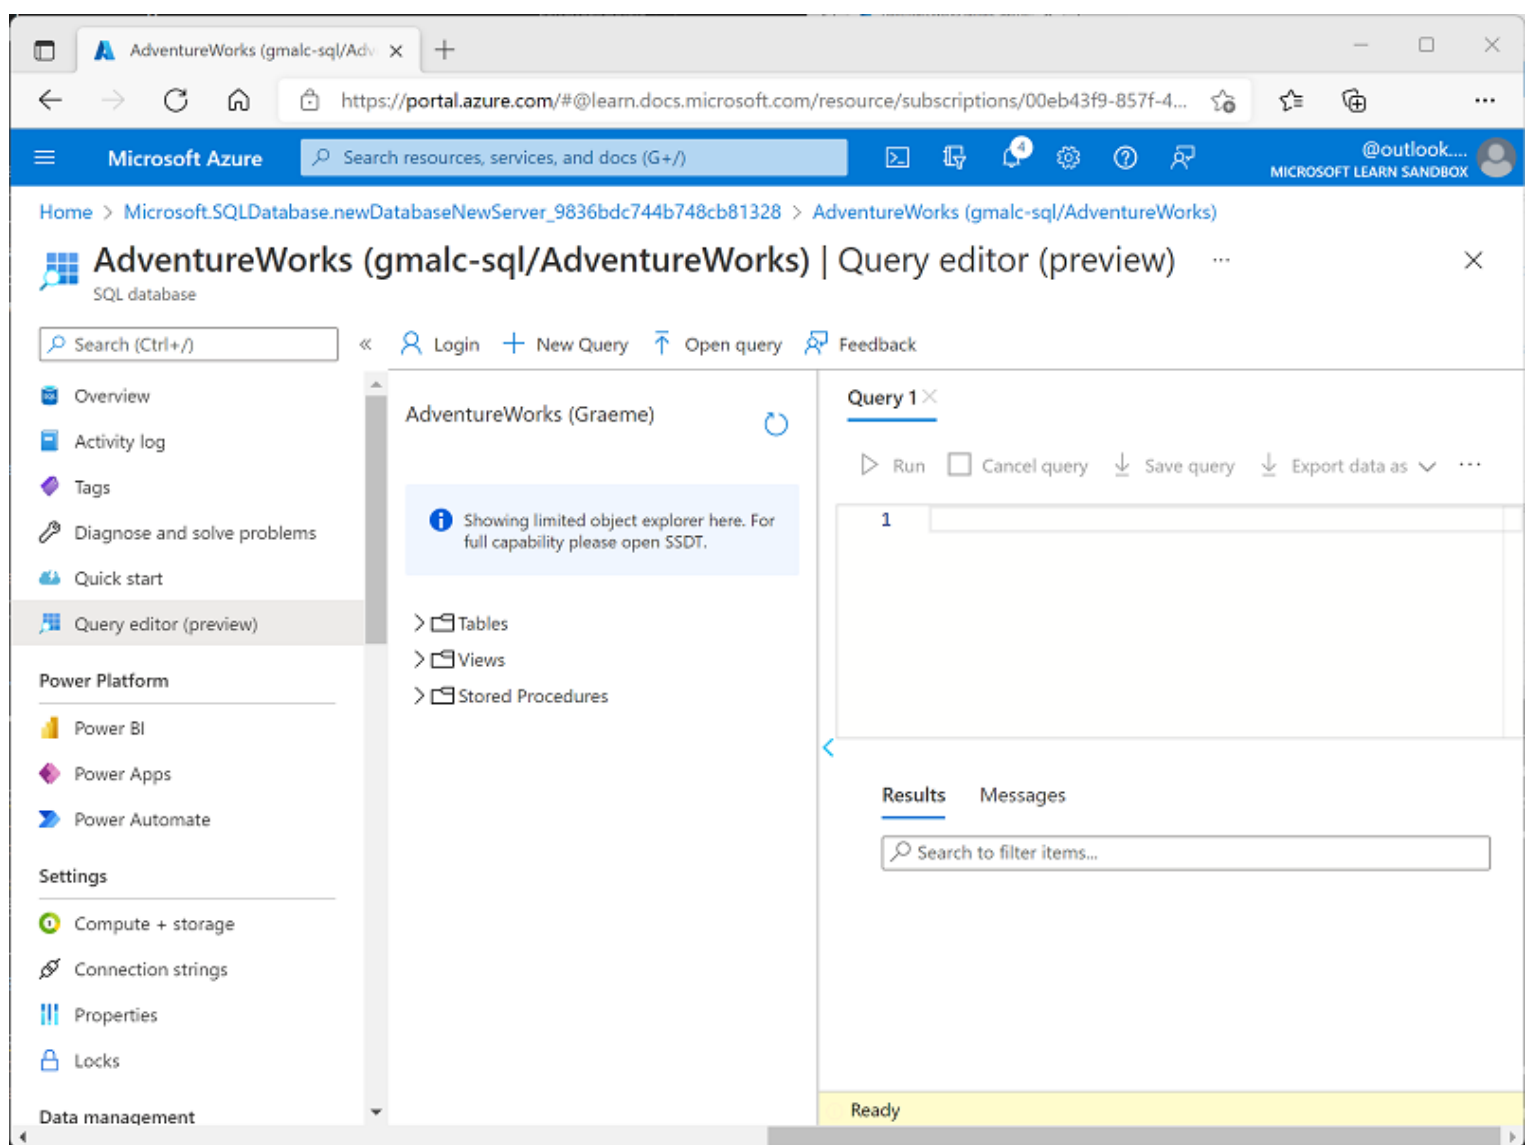 AdventureWorks (gmalc-sql/Adv
https://portal.azure.com/#@learn.docs.microsoft.com/resource/subscriptions/00eb43f9-857f-4...
Microsoft Azure
Search resources, services, and docs (G+/)
4
@outlook....
MICROSOFT LEARN SANDBOX
Home > Microsoft.SQLDatabase.newDatabaseNewServer_9836bdc744b748cb81328 > AdventureWorks (gmalc-sql/AdventureWorks)
AdventureWorks (gmalc-sql/AdventureWorks) | Query editor (preview) ...
SQL database
Search (Ctrl+/)
«
Login
New Query
Open query
Feedback
Overview
Activity log
Tags
Diagnose and solve problems
Quick start
Query editor (preview)
Power Platform
Power BI
Power Apps
Power Automate
Settings
Compute + storage
Connection strings
Properties
Locks
Data management
AdventureWorks (Graeme)
Showing limited object explorer here. For
full capability please open SSDT.
Tables
Views
Stored Procedures
Query 1
Run
Cancel query
Save query
Export data as
...
1
Results
Messages
Search to filter items...
Ready